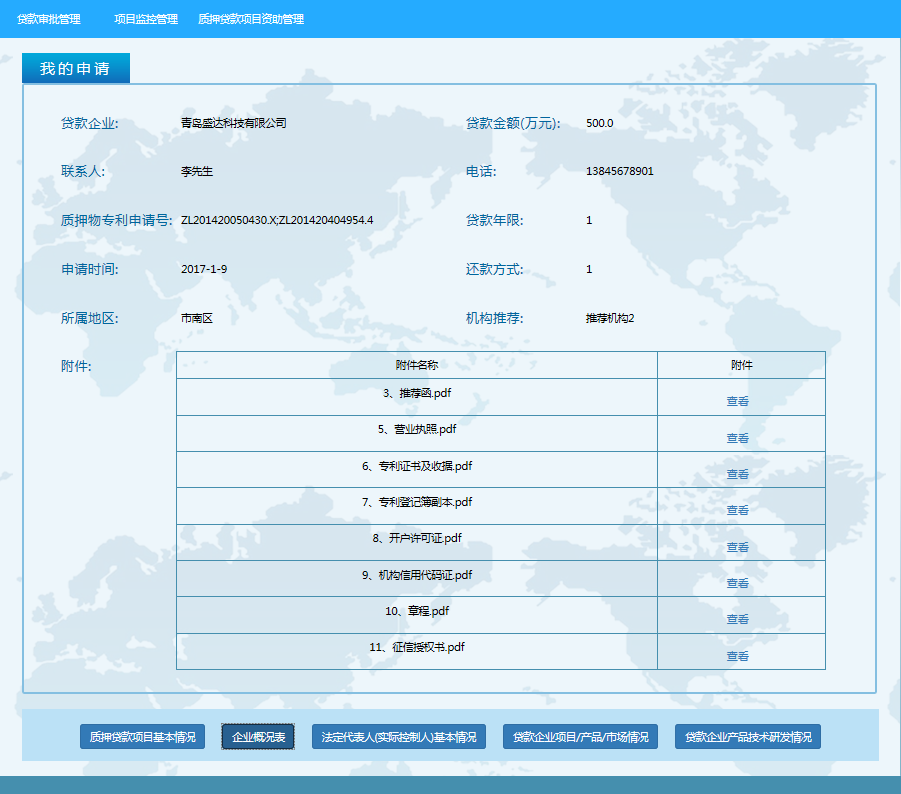 贷款审批管理 项目监控管理 质押贷款项目资助管理
我的申请
贷款企业: 青岛盛达科技有限公司 贷款金额(万元): 500.0
联系人: 李先生 电话: 13845678901
质押物专利申请号: ZL201420050430.X;ZL201420404954.4 贷款年限: 1
申请时间: 2017-1-9 还款方式: 1
所属地区: 市南区 机构推荐: 推荐机构2
附件: 附件名称 附件
3、推荐函.pdf 查看
5、营业执照.pdf 查看
6、专利证书及收据.pdf 查看
7、专利登记簿副本.pdf 查看
8、开户许可证.pdf 查看
9、机构信用代码证.pdf 查看
10、章程.pdf 查看
11、征信授权书.pdf 查看
质押贷款项目基本情况 企业概况表 法定代表人(实际控制人)基本情况 贷款企业项目/产品/市场情况 贷款企业产品技术研发情况